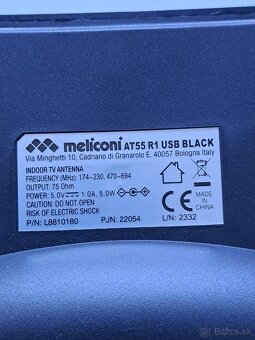 meliconi AT55 R1 USB BLACK
Via Minghetti 10, Cadriano di Granarolo E. 40057 Bologna Italy
INDOOR TV ANTENNA
FREQUENCY (MHz): 174-230, 470-694
OUTPUT: 75 Ohm
POWER: 5.0V 1.0A, 5.0W
CAUTION: DO NOT OPEN
RISK OF ELECTRIC SHOCK
P/N: L8810180 PJN: 22054 L/N: 2332
CE MADE IN CHINA
bazos.sk